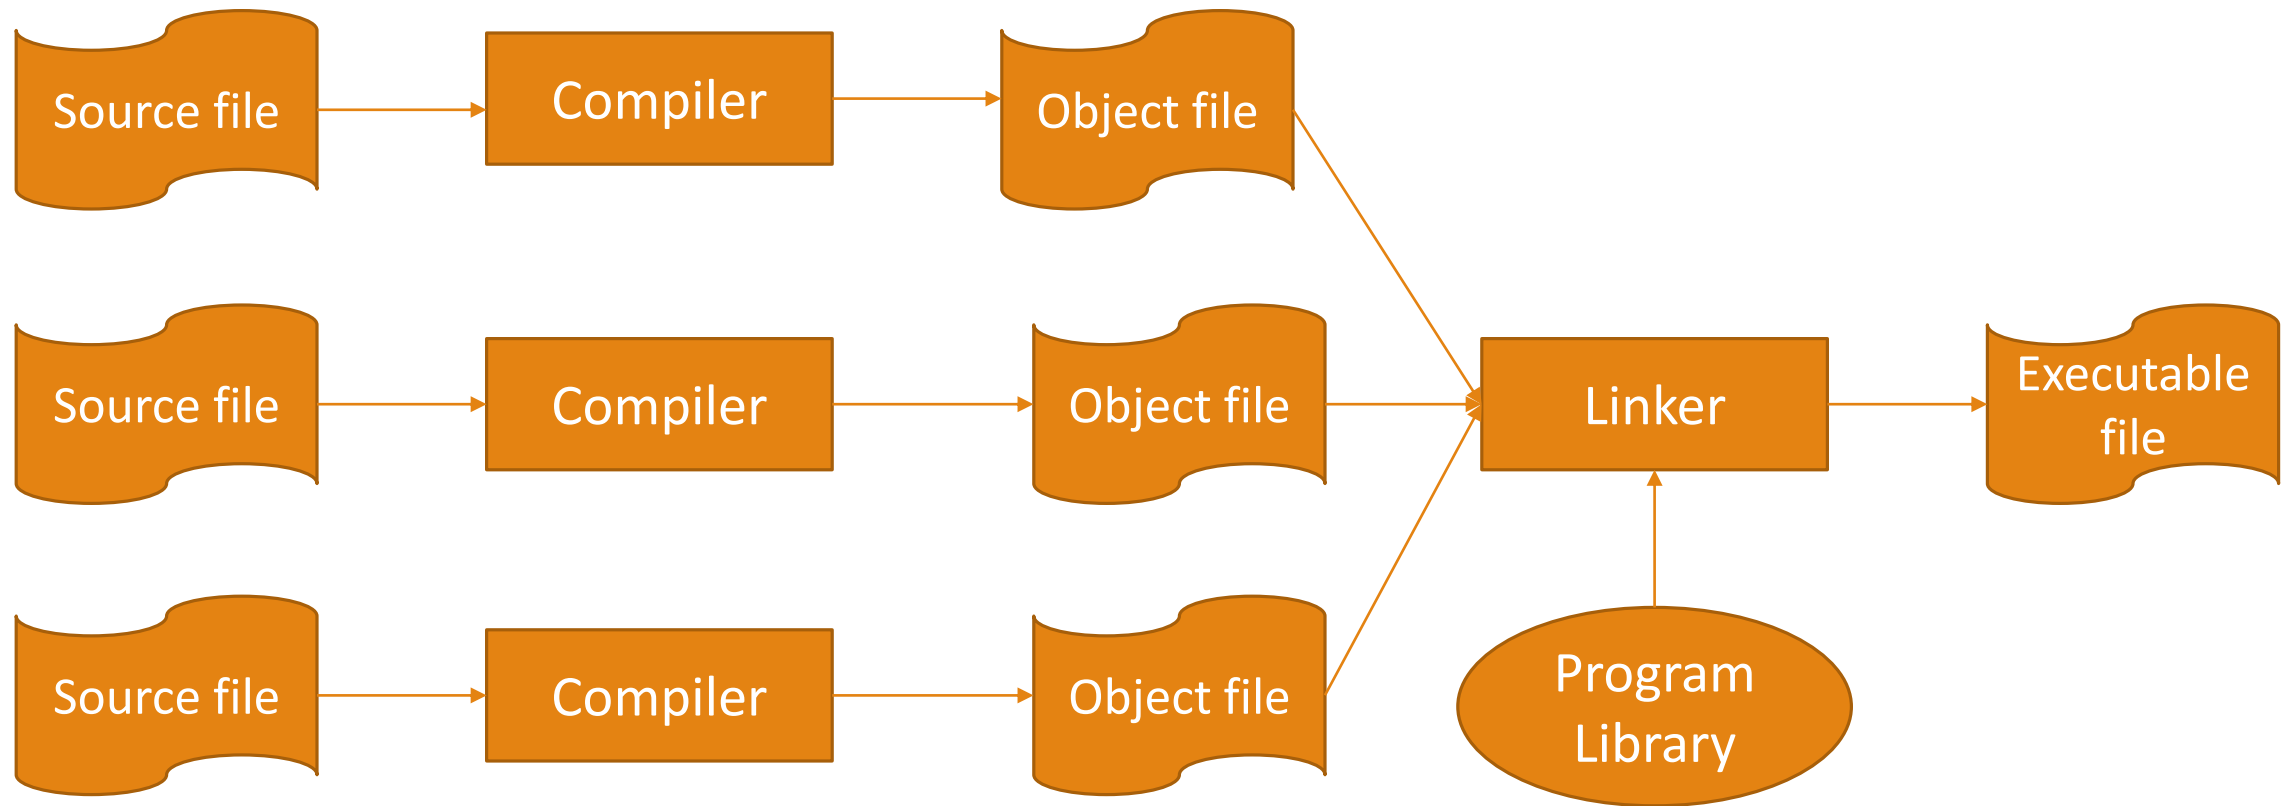 Source file
Compiler
Object file
Source file
Compiler
Object file
Linker
Executable
file
Source file
Compiler
Object file
Program
Library